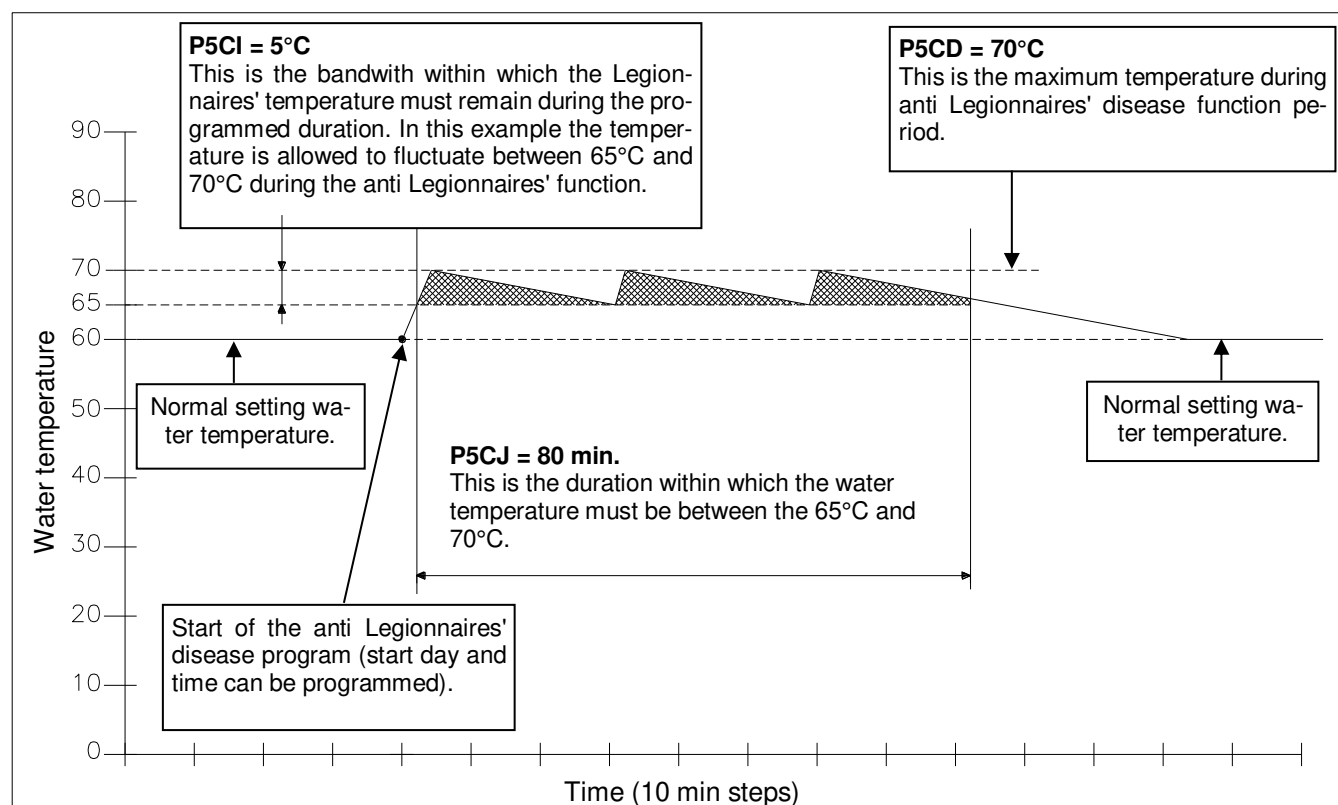 P5CI = 5°C
This is the bandwith within which the Legion-
naires' temperature must remain during the pro-
grammed duration. In this example the temper-
ature is allowed to fluctuate between 65°C and
70°C during the anti Legionnaires' function.
P5CD = 70°C
This is the maximum temperature during
anti Legionnaires' disease function pe-
riod.
90
80
70
65
60
50
40
30
20
10
0
Water temperature
Normal setting wa-
ter temperature.
Normal setting wa-
ter temperature.
P5CJ = 80 min.
This is the duration within which the water
temperature must be between the 65°C and
70°C.
Start of the anti Legionnaires'
disease program (start day and
time can be programmed).
Time (10 min steps)